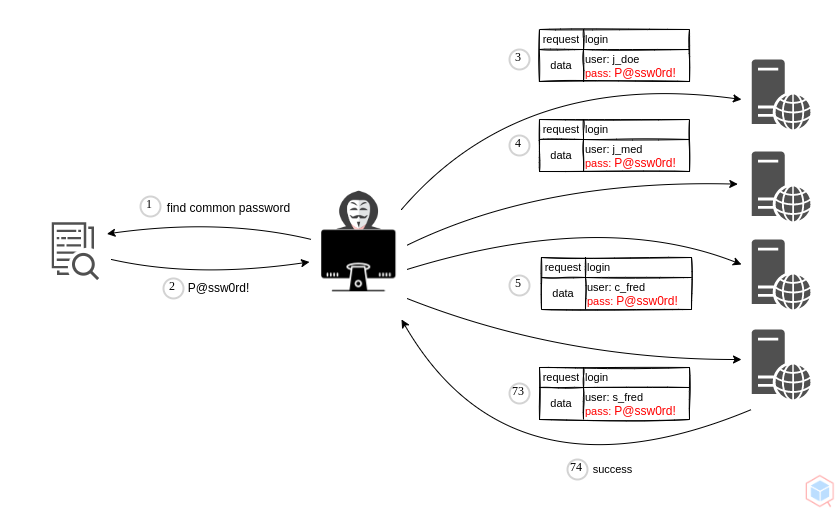 3
request login
data
user: j_doe
pass: P@ssw0rd!
4
request login
data
user: j_med
pass: P@ssw0rd!
1 find common password
2 P@ssw0rd!
5
request login
data
user: c_fred
pass: P@ssw0rd!
73
request login
data
user: s_fred
pass: P@ssw0rd!
74 success